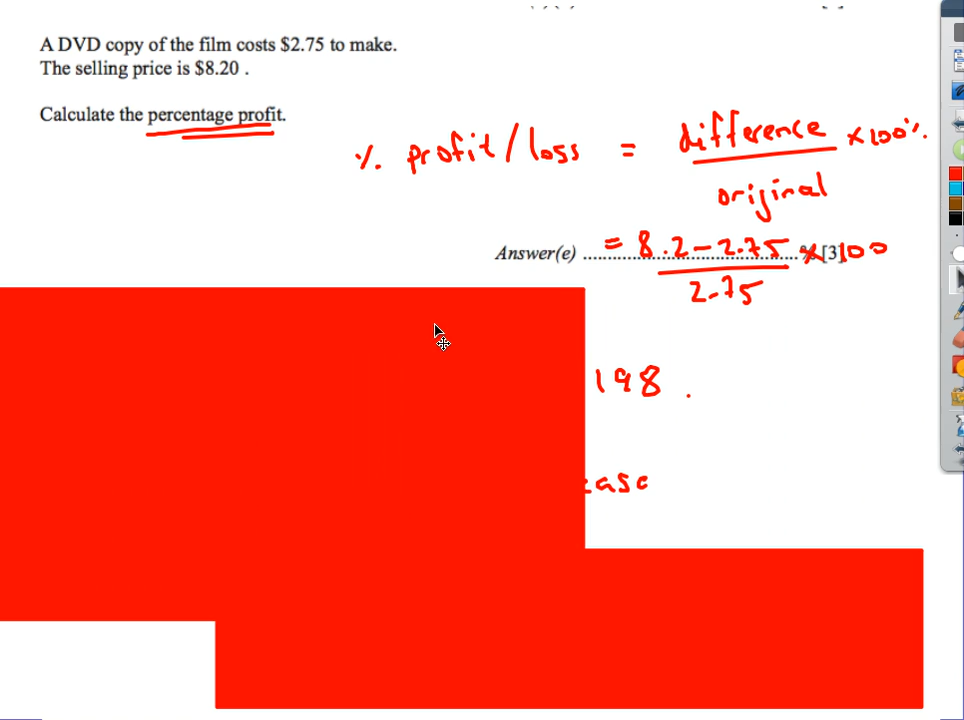 A DVD copy of the film costs $2.75 to make.
The selling price is $8.20 .
Calculate the percentage profit.
% profit/loss = difference ×100%.
original
Answer(e) ........................................ % [3]
= 8.2-2.75 × 100
2.75
198 .
ease